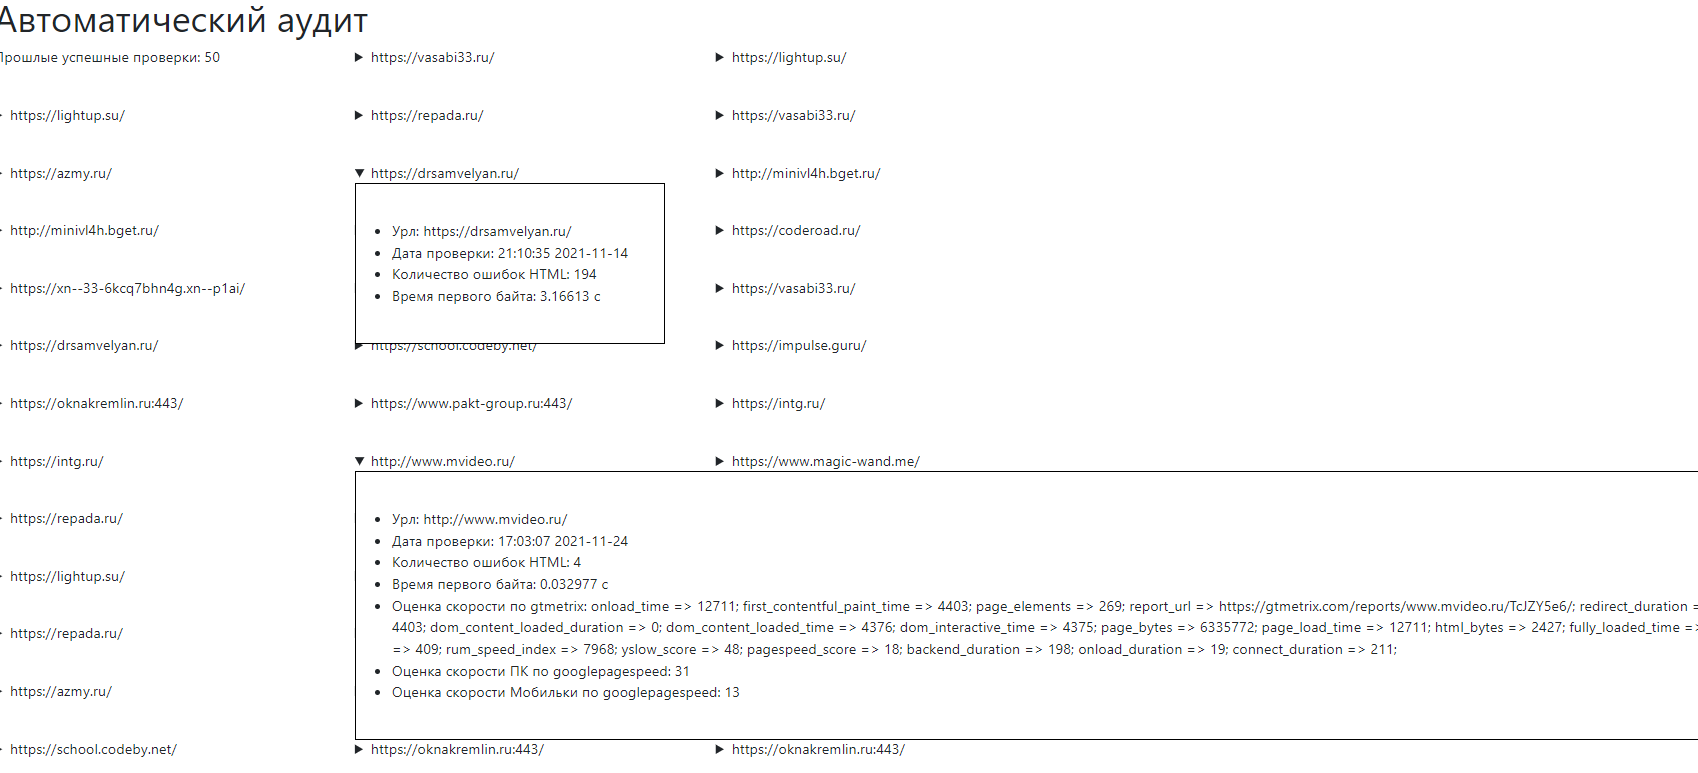 Автоматический аудит
Прошлые успешные проверки: 50
https://lightup.su/
https://azmy.ru/
http://minivl4h.bget.ru/
https://xn--33-6kcq7bhn4g.xn--p1ai/
https://drsamvelyan.ru/
https://oknakremlin.ru:443/
https://intg.ru/
https://repada.ru/
https://lightup.su/
https://repada.ru/
https://azmy.ru/
https://school.codeby.net/
https://vasabi33.ru/
https://repada.ru/
https://drsamvelyan.ru/
Урл: https://drsamvelyan.ru/
Дата проверки: 21:10:35 2021-11-14
Количество ошибок HTML: 194
Время первого байта: 3.16613 с
https://school.codeby.net/
https://www.pakt-group.ru:443/
http://www.mvideo.ru/
Урл: http://www.mvideo.ru/
Дата проверки: 17:03:07 2021-11-24
Количество ошибок HTML: 4
Время первого байта: 0.032977 с
Оценка скорости по gtmetrix: onload_time => 12711; first_contentful_paint_time => 4403; page_elements => 269; report_url => https://gtmetrix.com/reports/www.mvideo.ru/TcJZY5e6/; redirect_duration =
4403; dom_content_loaded_duration => 0; dom_content_loaded_time => 4376; dom_interactive_time => 4375; page_bytes => 6335772; page_load_time => 12711; html_bytes => 2427; fully_loaded_time =>
=> 409; rum_speed_index => 7968; yslow_score => 48; pagespeed_score => 18; backend_duration => 198; onload_duration => 19; connect_duration => 211;
Оценка скорости ПК по googlepagespeed: 31
Оценка скорости Мобильки по googlepagespeed: 13
https://oknakremlin.ru:443/
https://lightup.su/
https://vasabi33.ru/
http://minivl4h.bget.ru/
https://coderoad.ru/
https://vasabi33.ru/
https://impulse.guru/
https://intg.ru/
https://www.magic-wand.me/
https://oknakremlin.ru:443/